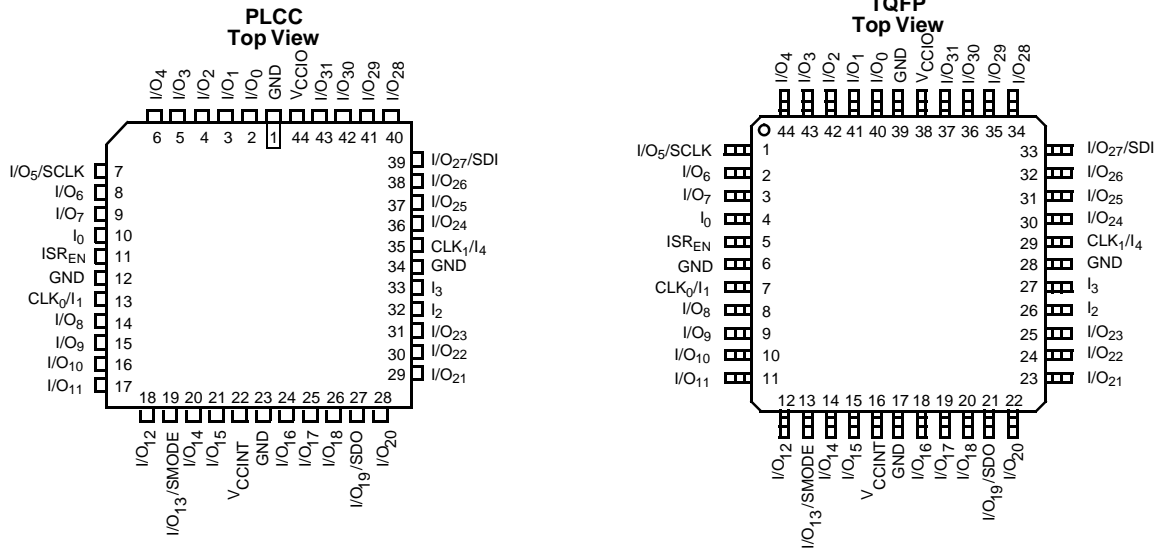 PLCC
Top View
I/O4
I/O3
I/O2
I/O1
I/O0
GND
VCCIO
I/O31
I/O30
I/O29
I/O28
6 5 4 3 2 1 44 43 42 41 40
I/O5/SCLK 7
I/O6 8
I/O7 9
I0 10
ISREN 11
GND 12
CLK0/I1 13
I/O8 14
I/O9 15
I/O10 16
I/O11 17
39 I/O27/SDI
38 I/O26
37 I/O25
36 I/O24
35 CLK1/I4
34 GND
33 I3
32 I2
31 I/O23
30 I/O22
29 I/O21
18 19 20 21 22 23 24 25 26 27 28
I/O12
I/O13/SMODE
I/O14
I/O15
VCCINT
GND
I/O16
I/O17
I/O18
I/O19/SDO
I/O20
TQFP
Top View
I/O4
I/O3
I/O2
I/O1
I/O0
GND
VCCIO
I/O31
I/O30
I/O29
I/O28
44 43 42 41 40 39 38 37 36 35 34
I/O5/SCLK 1
I/O6 2
I/O7 3
I0 4
ISREN 5
GND 6
CLK0/I1 7
I/O8 8
I/O9 9
I/O10 10
I/O11 11
33 I/O27/SDI
32 I/O26
31 I/O25
30 I/O24
29 CLK1/I4
28 GND
27 I3
26 I2
25 I/O23
24 I/O22
23 I/O21
12 13 14 15 16 17 18 19 20 21 22
I/O12
I/O13/SMODE
I/O14
I/O15
VCCINT
GND
I/O16
I/O17
I/O18
I/O19/SDO
I/O20